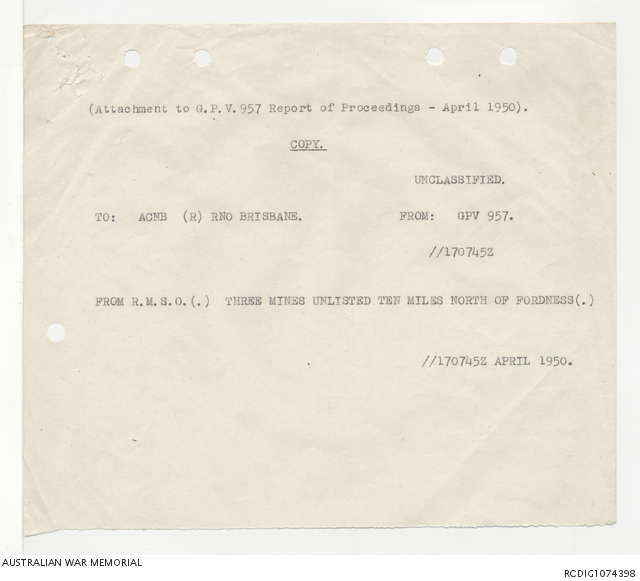 (Attachment to G.P.V. 957 Report of Proceedings - April 1950).
COPY.
UNCLASSIFIED.
TO: ACNB (R) RNO BRISBANE. FROM: GPV 957.
//170745Z
FROM R.M.S.O.(.) THREE MINES UNLISTED TEN MILES NORTH OF FORDNESS(.)
//170745Z APRIL 1950.
AUSTRALIAN WAR MEMORIAL
RCDIG1074398